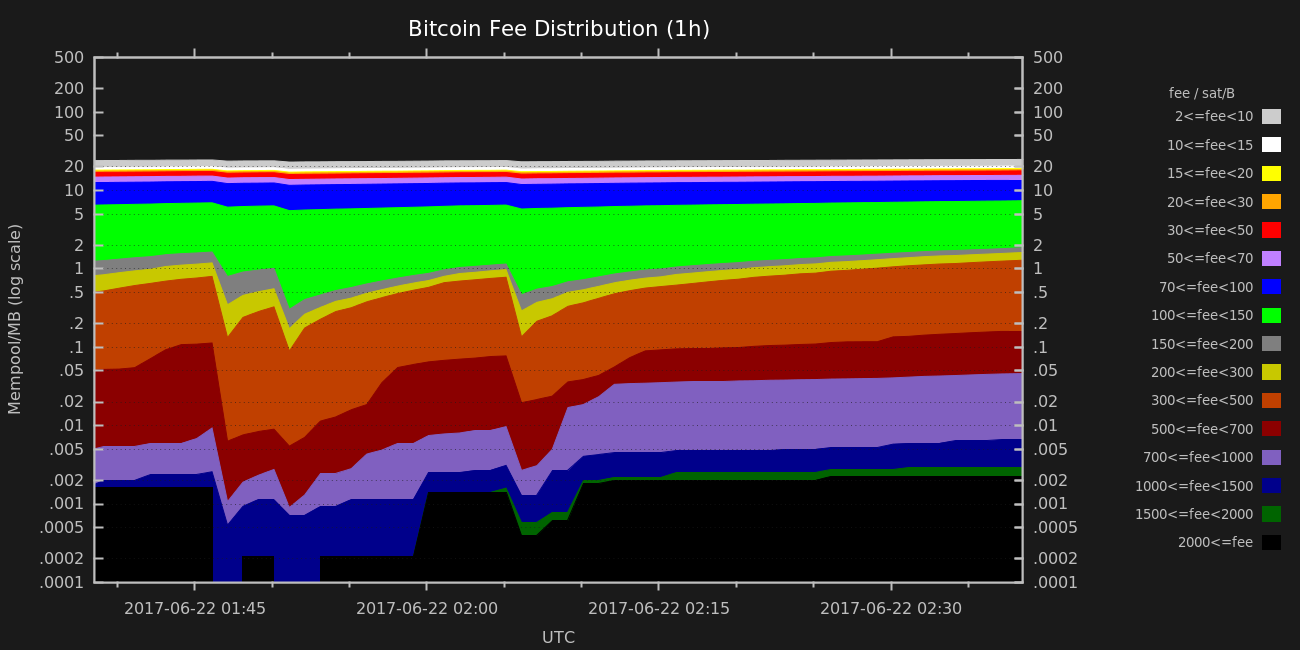 Bitcoin Fee Distribution (1h)
500
200
100
50
20
10
5
2
1
.5
.2
.1
.05
.02
.01
.005
.002
.001
.0005
.0002
.0001
Mempool/MB (log scale)
500
200
100
50
20
10
5
2
1
.5
.2
.1
.05
.02
.01
.005
.002
.001
.0005
.0002
.0001
2017-06-22 01:45
2017-06-22 02:00
2017-06-22 02:15
2017-06-22 02:30
UTC
fee / sat/B
2<=fee<10
10<=fee<15
15<=fee<20
20<=fee<30
30<=fee<50
50<=fee<70
70<=fee<100
100<=fee<150
150<=fee<200
200<=fee<300
300<=fee<500
500<=fee<700
700<=fee<1000
1000<=fee<1500
1500<=fee<2000
2000<=fee